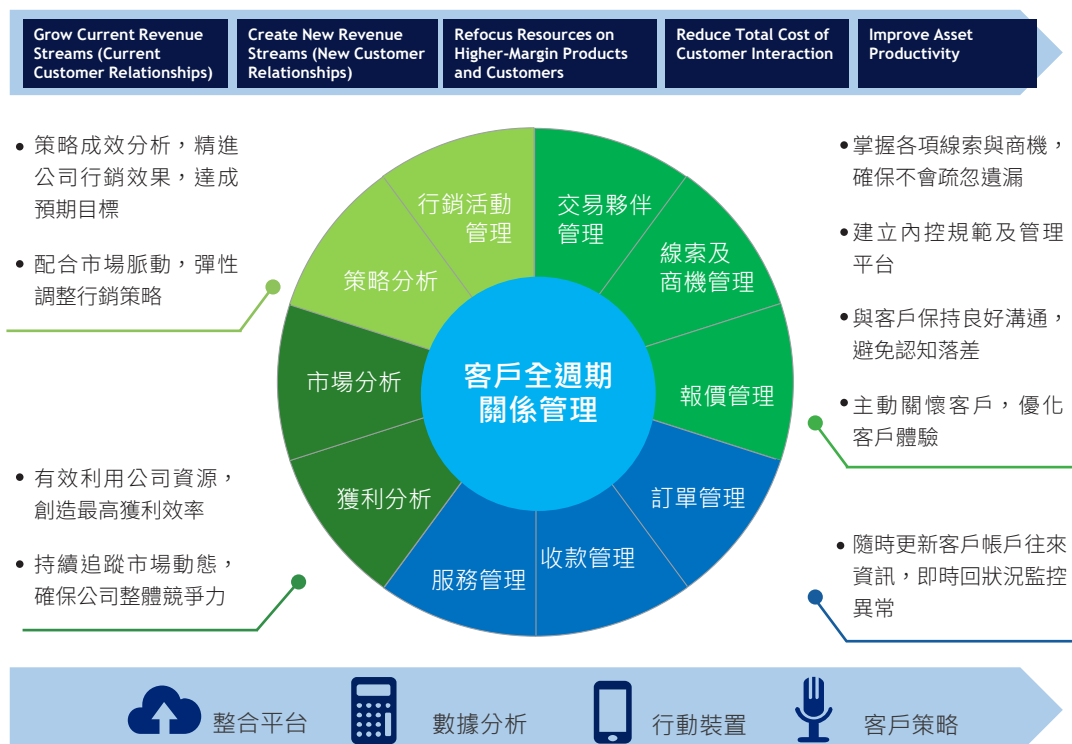 Grow Current Revenue
Streams (Current
Customer Relationships)
Create New Revenue
Streams (New Customer
Relationships)
Refocus Resources on
Higher-Margin Products
and Customers
Reduce Total Cost of
Customer Interaction
Improve Asset
Productivity
• 策略成效分析，精進
公司行銷效果，達成
預期目標
• 配合市場脈動，彈性
調整行銷策略
• 有效利用公司資源，
創造最高獲利效率
• 持續追蹤市場動態，
確保公司整體競爭力
行銷活動
管理
交易夥伴
管理
策略分析
線索及
商機管理
市場分析
客戶全週期
關係管理
報價管理
獲利分析
訂單管理
服務管理
收款管理
• 掌握各項線索與商機，
確保不會疏忽遺漏
• 建立內控規範及管理
平台
• 與客戶保持良好溝通，
避免認知落差
• 主動關懷客戶，優化
客戶體驗
• 隨時更新客戶帳戶往來
資訊，即時回狀況監控
異常
整合平台
數據分析
行動裝置
客戶策略